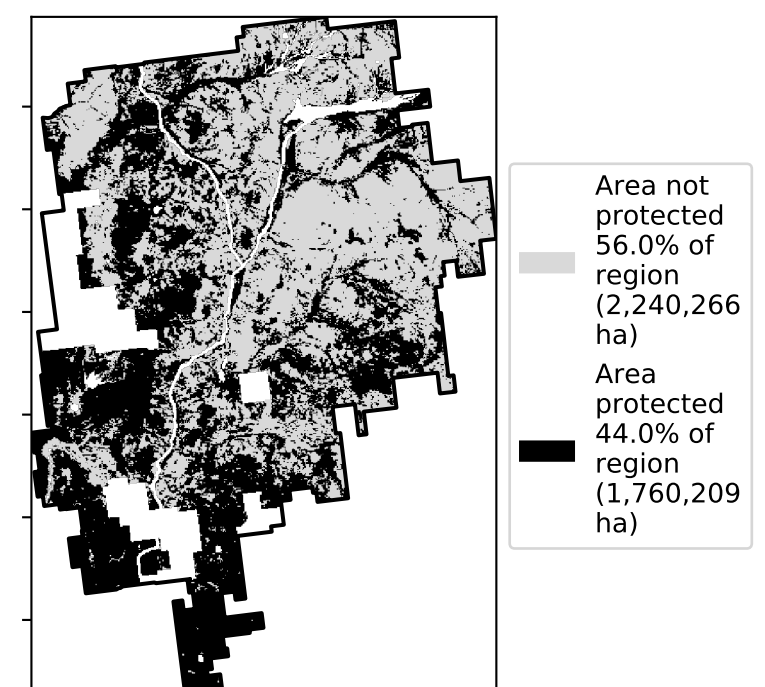 Area not
protected
56.0% of
region
(2,240,266
ha)
Area
protected
44.0% of
region
(1,760,209
ha)